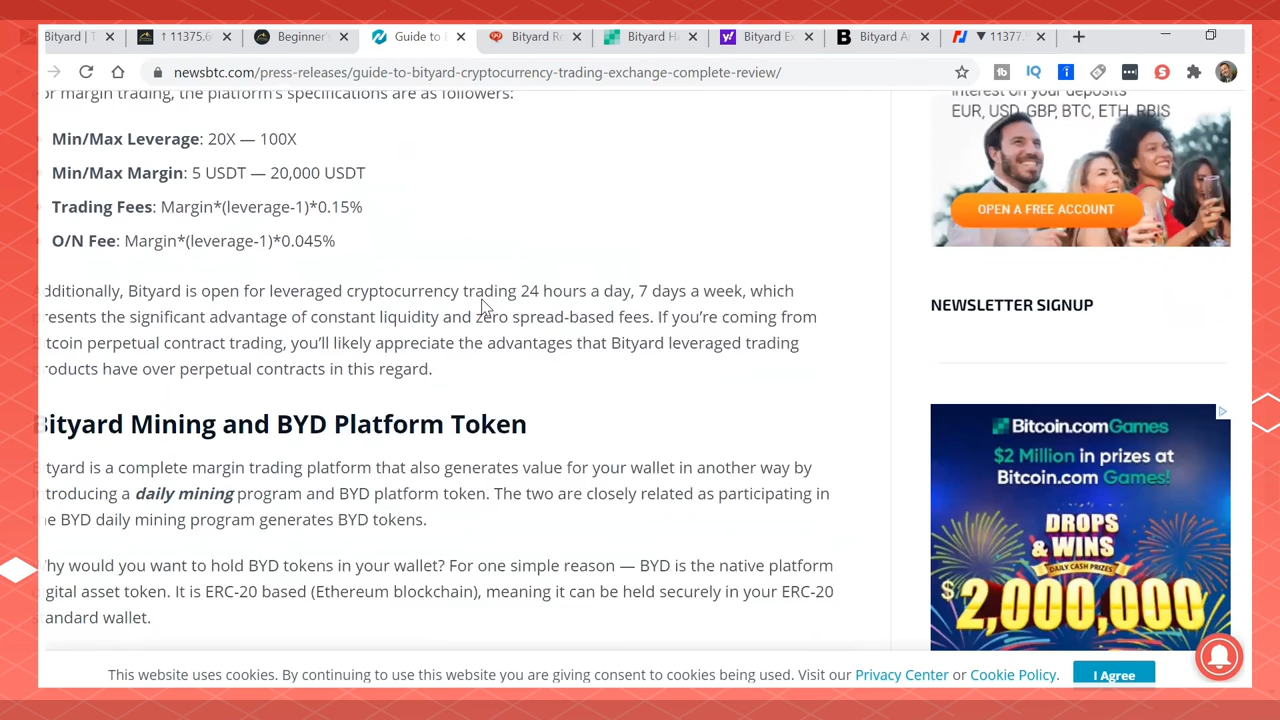 Bityard | T
↑ 11375.6
Beginner's
Guide to
Bityard Re
Bityard Ha
Bityard Ex
Bityard A
▼ 11377.
newsbtc.com/press-releases/guide-to-bityard-cryptocurrency-trading-exchange-complete-review/
or margin trading, the platform's specifications are as followers:
Min/Max Leverage: 20X — 100X
Min/Max Margin: 5 USDT — 20,000 USDT
Trading Fees: Margin*(leverage-1)*0.15%
O/N Fee: Margin*(leverage-1)*0.045%
dditionally, Bityard is open for leveraged cryptocurrency trading 24 hours a day, 7 days a week, which
resents the significant advantage of constant liquidity and zero spread-based fees. If you're coming from
itcoin perpetual contract trading, you'll likely appreciate the advantages that Bityard leveraged trading
roducts have over perpetual contracts in this regard.
Bityard Mining and BYD Platform Token
ityard is a complete margin trading platform that also generates value for your wallet in another way by
troducing a daily mining program and BYD platform token. The two are closely related as participating in
e BYD daily mining program generates BYD tokens.
hy would you want to hold BYD tokens in your wallet? For one simple reason — BYD is the native platform
igital asset token. It is ERC-20 based (Ethereum blockchain), meaning it can be held securely in your ERC-20
tandard wallet.
interest on your deposits
EUR, USD, GBP, BTC, ETH, RBIS
OPEN A FREE ACCOUNT
NEWSLETTER SIGNUP
Bitcoin.com Games
$2 Million in prizes at
Bitcoin.com Games!
DROPS
& WINS
DAILY CASH PRIZES
$2,000,000
This website uses cookies. By continuing to use this website you are giving consent to cookies being used. Visit our Privacy Center or Cookie Policy.
I Agree